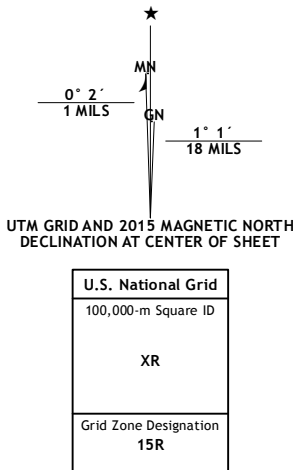 MN
0° 2´
1 MILS
GN
1° 1´
18 MILS
UTM GRID AND 2015 MAGNETIC NORTH
DECLINATION AT CENTER OF SHEET
U.S. National Grid
100,000-m Square ID
XR
Grid Zone Designation
15R